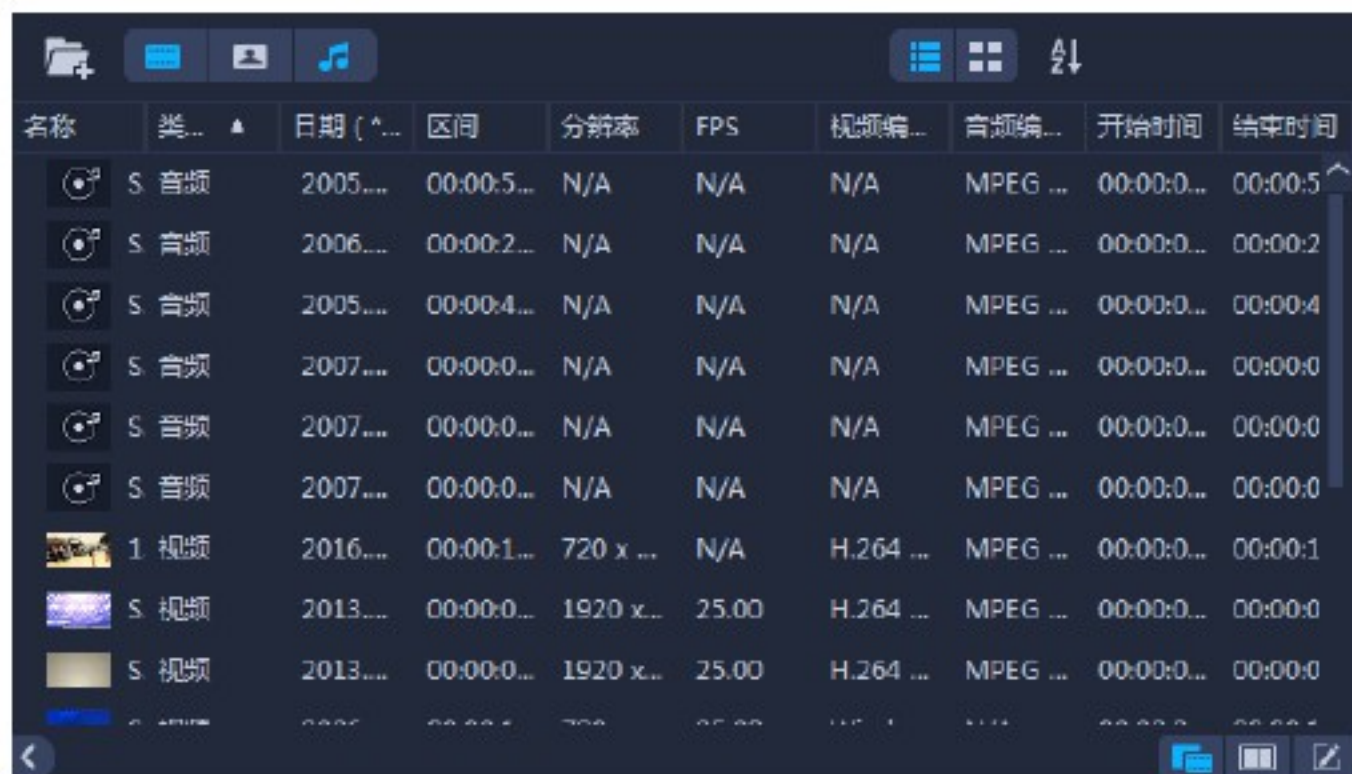 A Z
名称 类... 日期 ( ^... 区间 分辨率 FPS 视频编... 音频编... 开始时间 结束时间
S. 音频 2005.... 00:00:5... N/A N/A N/A MPEG ... 00:00:0... 00:00:5
S. 音频 2006.... 00:00:2... N/A N/A N/A MPEG ... 00:00:0... 00:00:2
S. 音频 2005.... 00:00:4... N/A N/A N/A MPEG ... 00:00:0... 00:00:4
S. 音频 2007.... 00:00:0... N/A N/A N/A MPEG ... 00:00:0... 00:00:0
S. 音频 2007.... 00:00:0... N/A N/A N/A MPEG ... 00:00:0... 00:00:0
S. 音频 2007.... 00:00:0... N/A N/A N/A MPEG ... 00:00:0... 00:00:0
1 视频 2016.... 00:00:1... 720 x ... N/A H.264 ... MPEG ... 00:00:0... 00:00:1
S. 视频 2013.... 00:00:0... 1920 x... 25.00 H.264 ... MPEG ... 00:00:0... 00:00:0
S. 视频 2013.... 00:00:0... 1920 x... 25.00 H.264 ... MPEG ... 00:00:0... 00:00:0